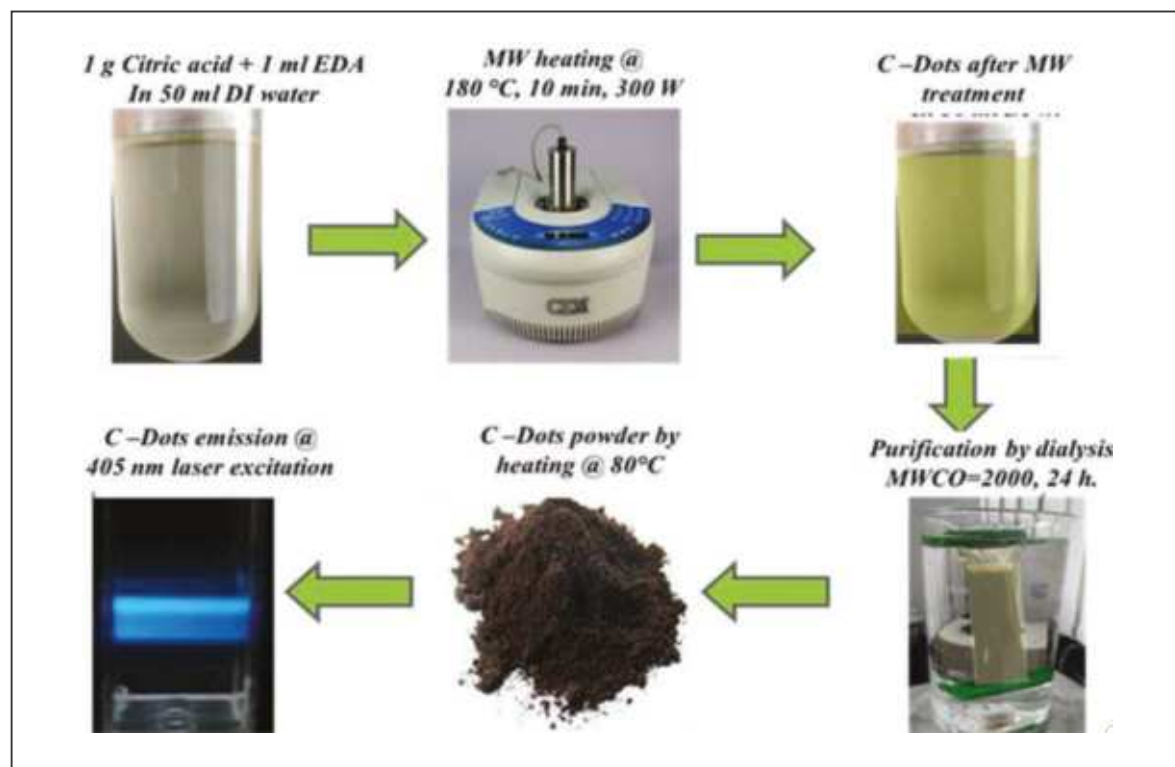 1 g Citric acid + 1 ml EDA
In 50 ml DI water
MW heating @
180 °C, 10 min, 300 W
C –Dots after MW
treatment
CEM
Purification by dialysis
MWCO=2000, 24 h.
C –Dots powder by
heating @ 80°C
C –Dots emission @
405 nm laser excitation